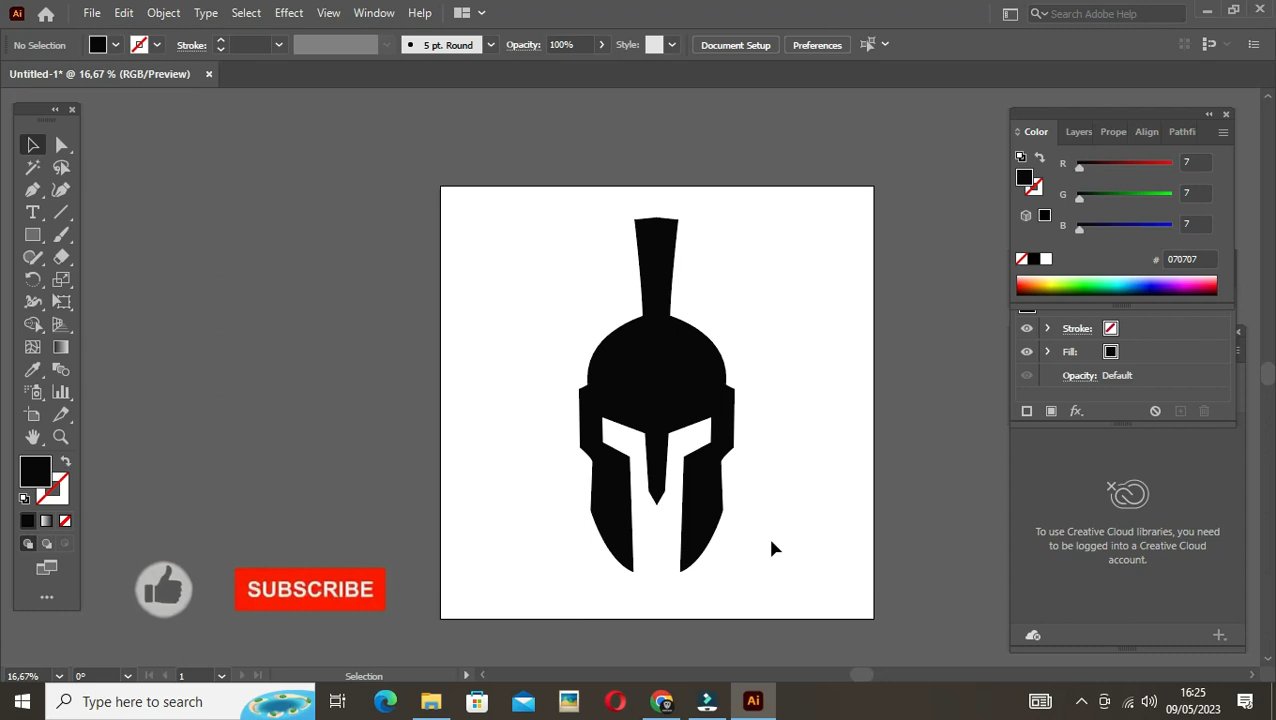 Ai File Edit Object Type Select Effect View Window Help Search Adobe Help
No Selection Stroke: 5 pt. Round Opacity: 100% Style: Document Setup Preferences
Untitled-1* @ 16,67 % (RGB/Preview) ×
Color Layers Prope Align Pathfi
R 7
G 7
B 7
# 070707
Stroke:
Fill:
Opacity: Default
fx.
To use Creative Cloud libraries, you need
to be logged into a Creative Cloud
account.
SUBSCRIBE
16,67% 0° 1 Selection
Type here to search
Ai
16:25
09/05/2023